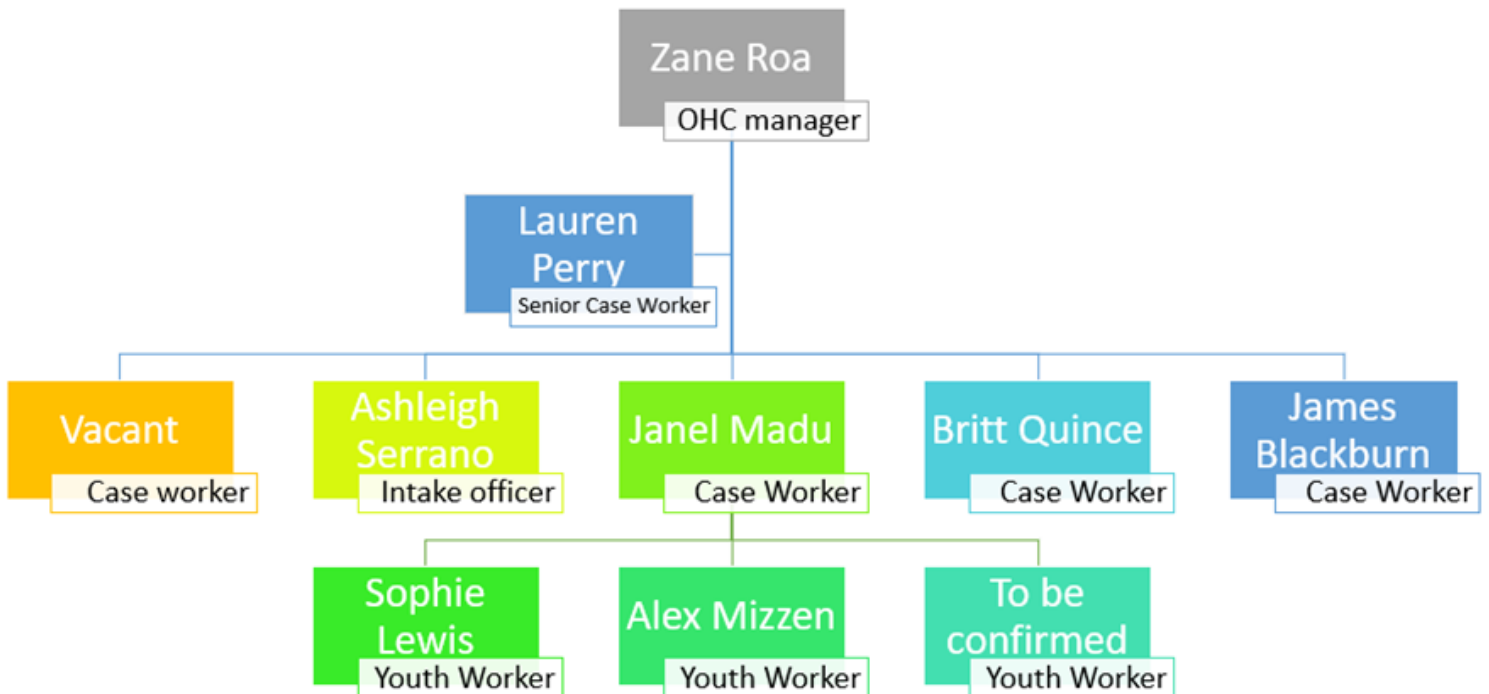 Zane Roa
OHC manager
Lauren
Perry
Senior Case Worker
Vacant
Case worker
Ashleigh
Serrano
Intake officer
Janel Madu
Case Worker
Britt Quince
Case Worker
James
Blackburn
Case Worker
Sophie
Lewis
Youth Worker
Alex Mizzen
Youth Worker
To be
confirmed
Youth Worker